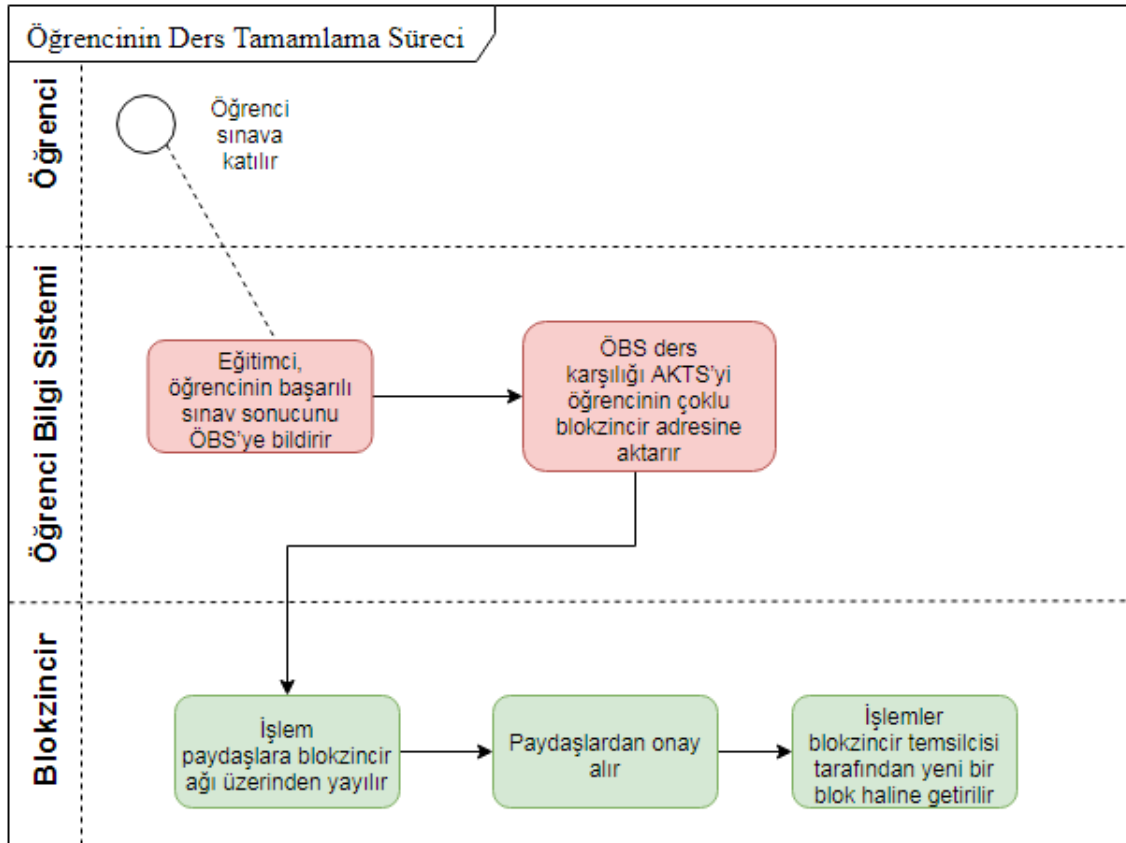 Öğrencinin Ders Tamamlama Süreci
Öğrenci
Öğrenci
sınava
katılır
Öğrenci Bilgi Sistemi
Eğitimci,
öğrencinin başarılı
sınav sonucunu
ÖBS'ye bildirir
ÖBS ders
karşılığı AKTS'yi
öğrencinin çoklu
blokzincir adresine
aktarır
Blokzincir
İşlem
paydaşlara blokzincir
ağı üzerinden yayılır
Paydaşlardan onay
alır
İşlemler
blokzincir temsilcisi
tarafından yeni bir
blok haline getirilir